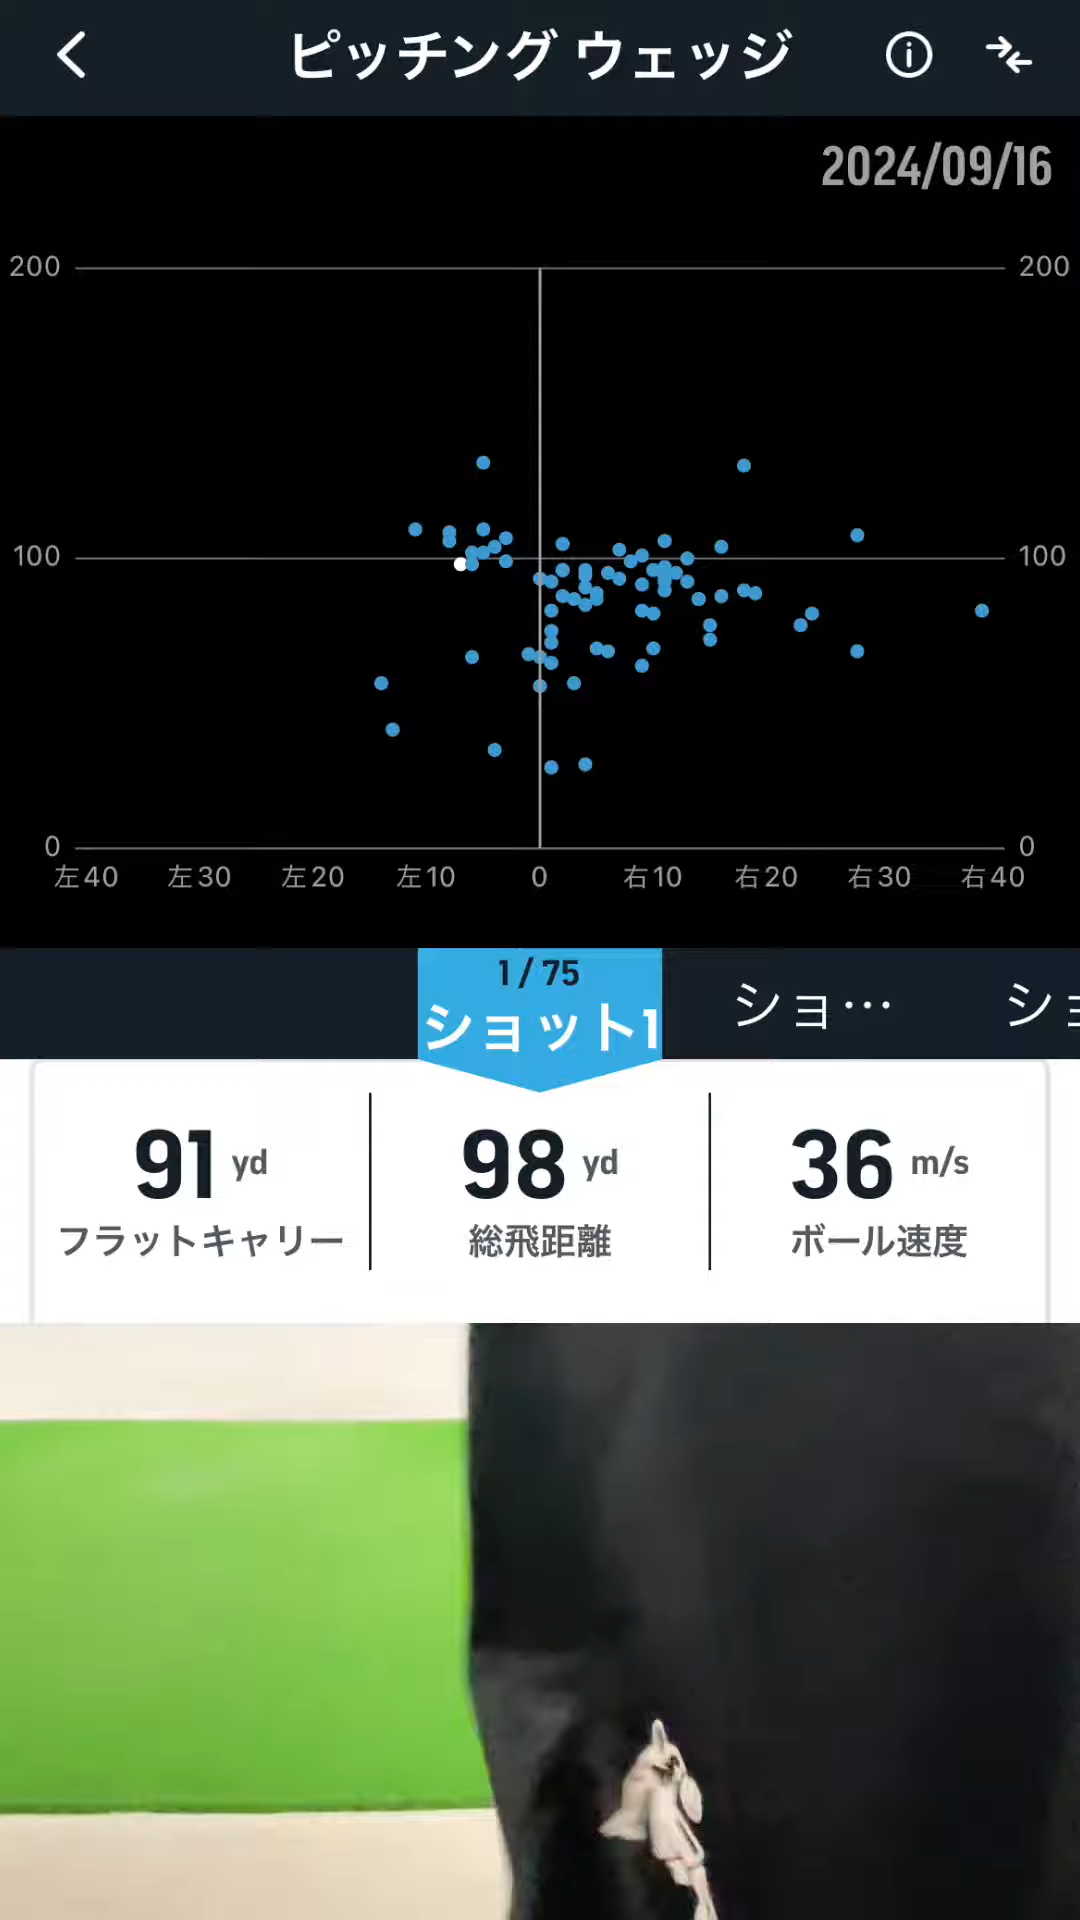 ピッチング ウェッジ
2024/09/16
200 200
100 100
0 0
左40 左30 左20 左10 0 右10 右20 右30 右40
1 / 75
ショット1 ショ… ショ
91 yd 98 yd 36 m/s
フラットキャリー 総飛距離 ボール速度